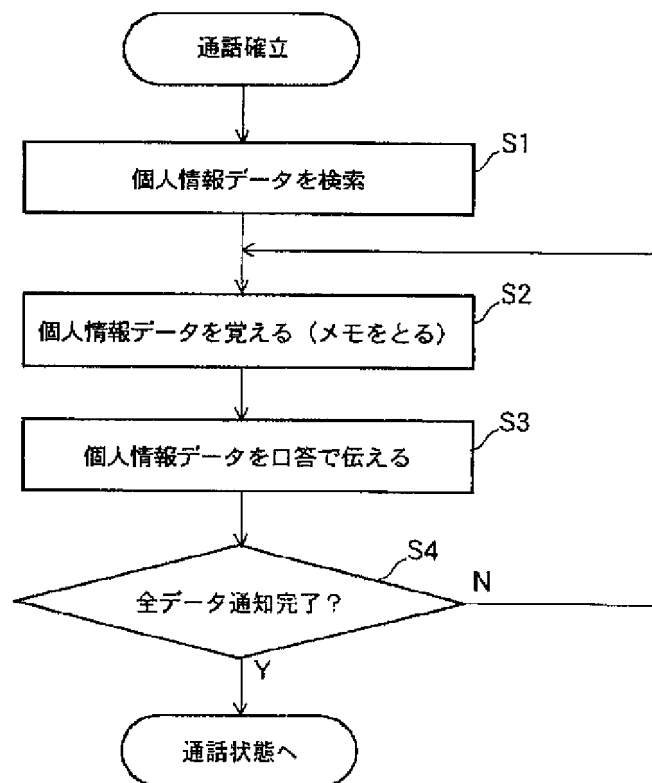 通話確立
S1
個人情報データを検索
S2
個人情報データを覚える（メモをとる）
S3
個人情報データを口答で伝える
S4
全データ通知完了？
N
Y
通話状態へ